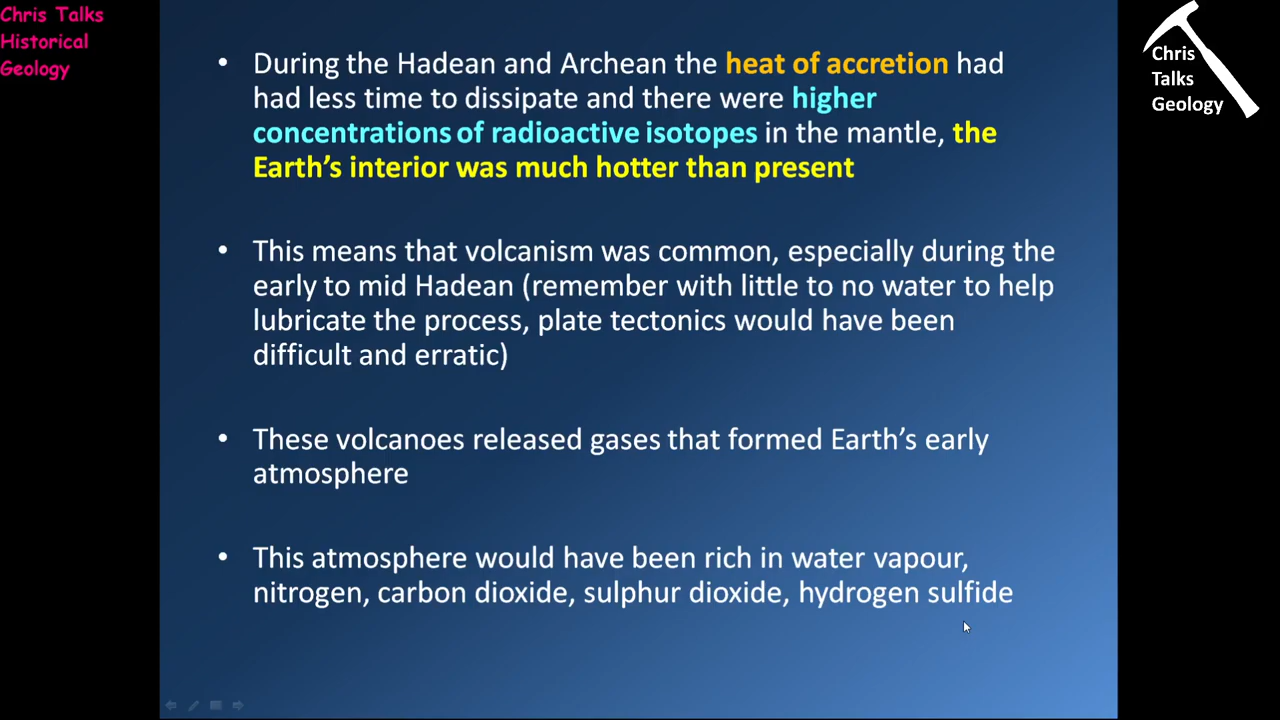 Chris Talks
Historical
Geology
Chris
Talks
Geology
• During the Hadean and Archean the heat of accretion had
had less time to dissipate and there were higher
concentrations of radioactive isotopes in the mantle, the
Earth’s interior was much hotter than present
• This means that volcanism was common, especially during the
early to mid Hadean (remember with little to no water to help
lubricate the process, plate tectonics would have been
difficult and erratic)
• These volcanoes released gases that formed Earth’s early
atmosphere
• This atmosphere would have been rich in water vapour,
nitrogen, carbon dioxide, sulphur dioxide, hydrogen sulfide